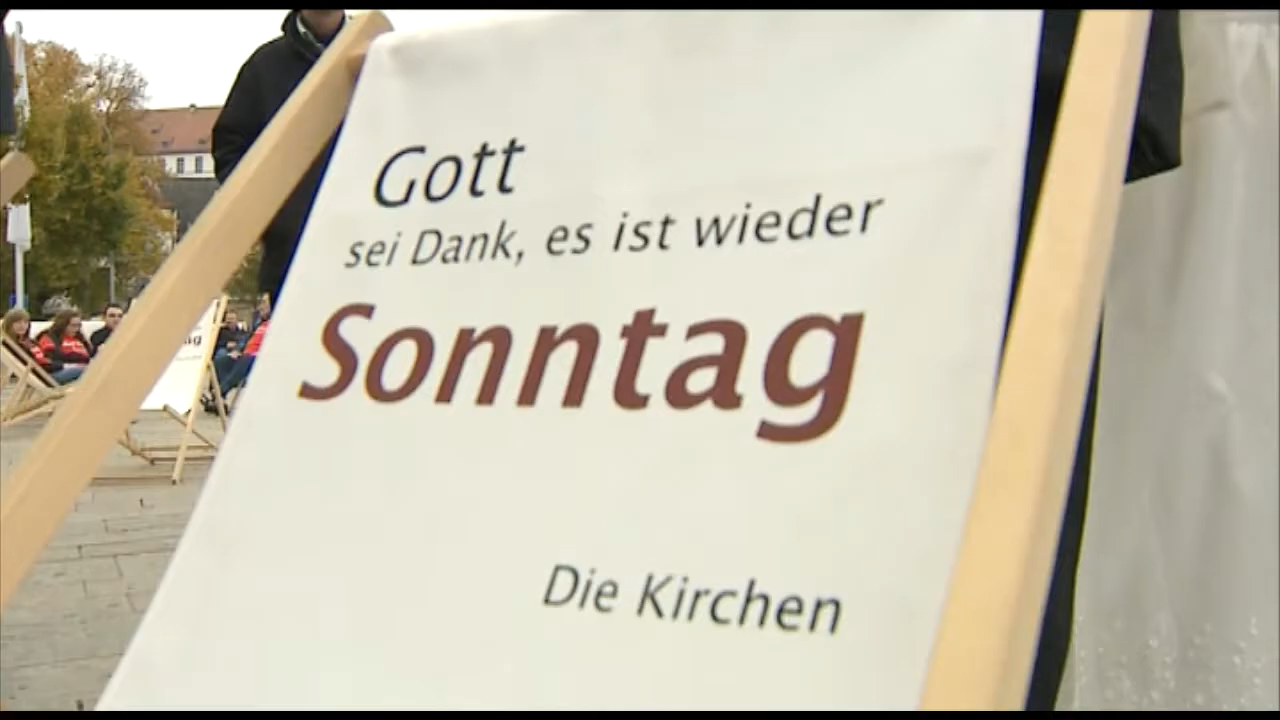 Gott
sei Dank, es ist wieder
Sonntag
Die Kirchen